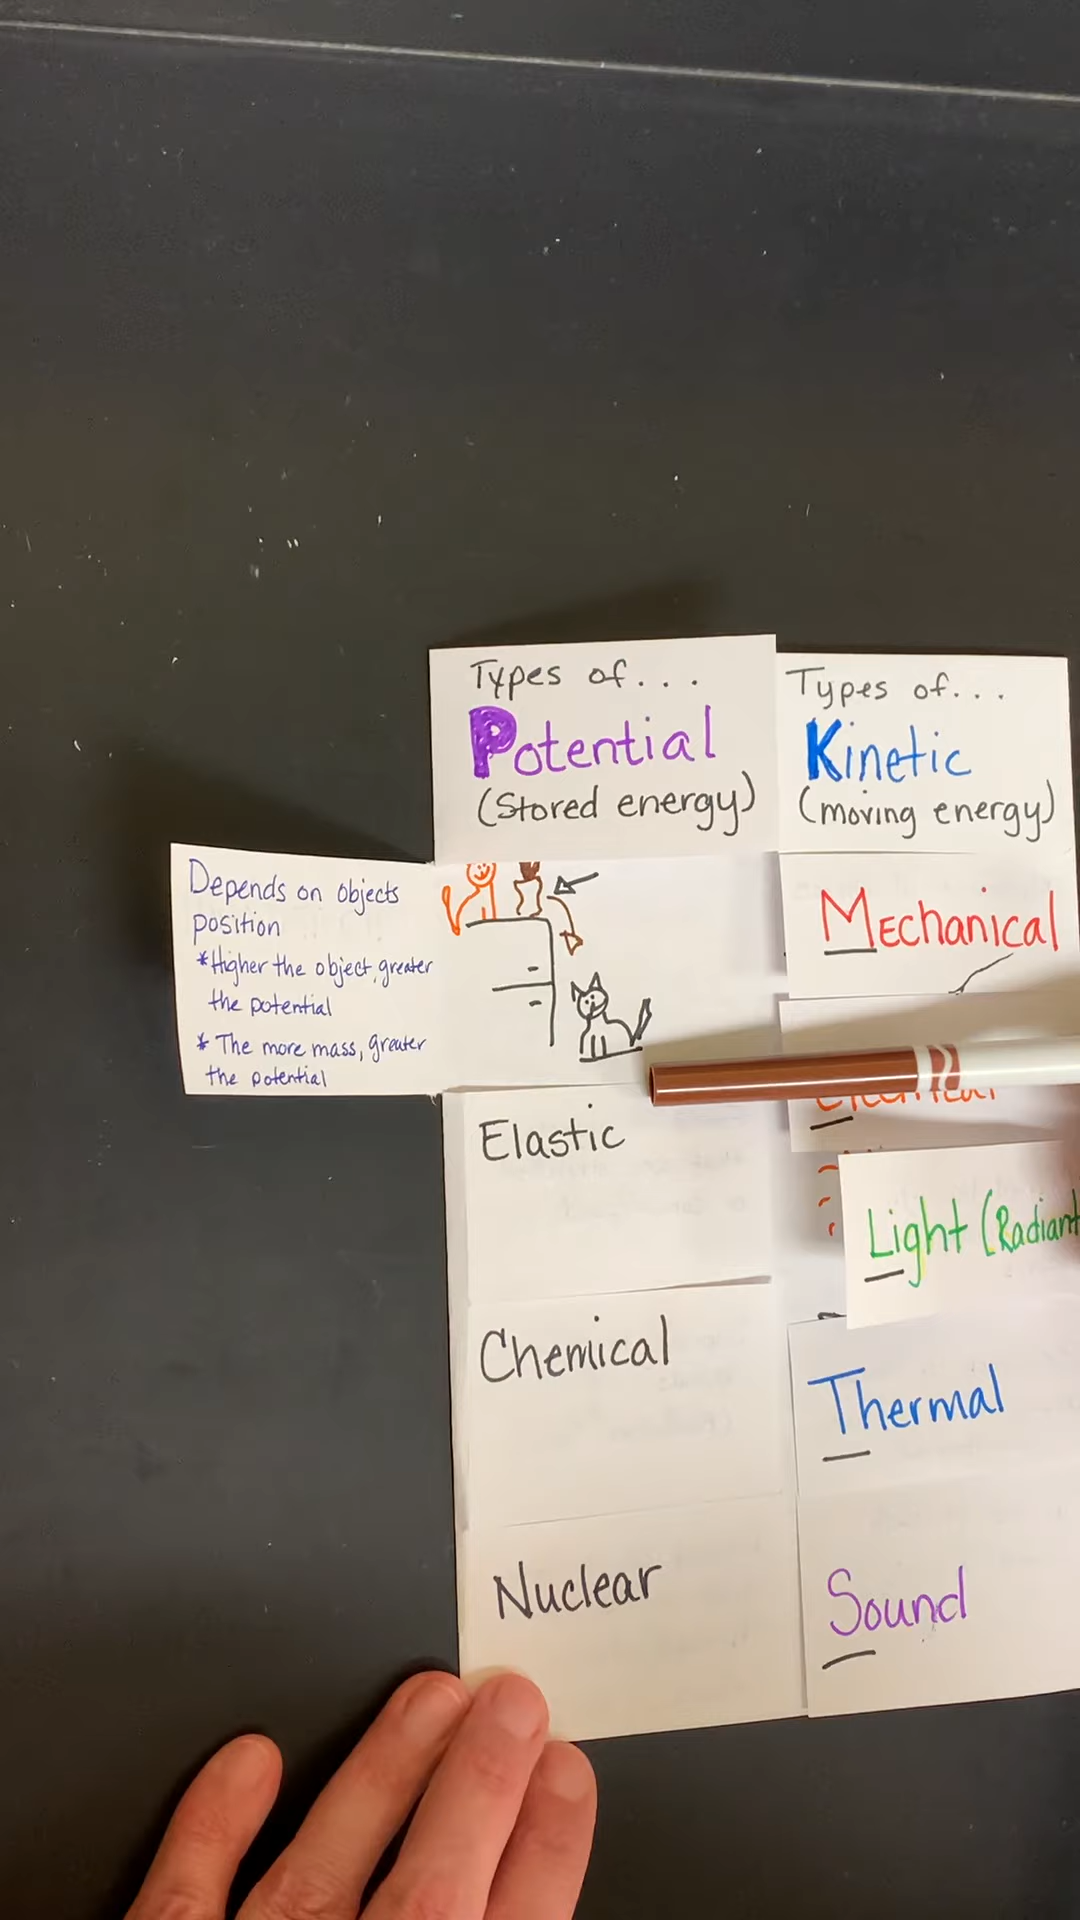 Types of...
Potential
(Stored energy)
Types of...
Kinetic
(moving energy)
Depends on objects
position
*Higher the object, greater
the potential
* The more mass, greater
the potential
Elastic
Chemical
Nuclear
Mechanical
Light (Radiant
Thermal
Sound